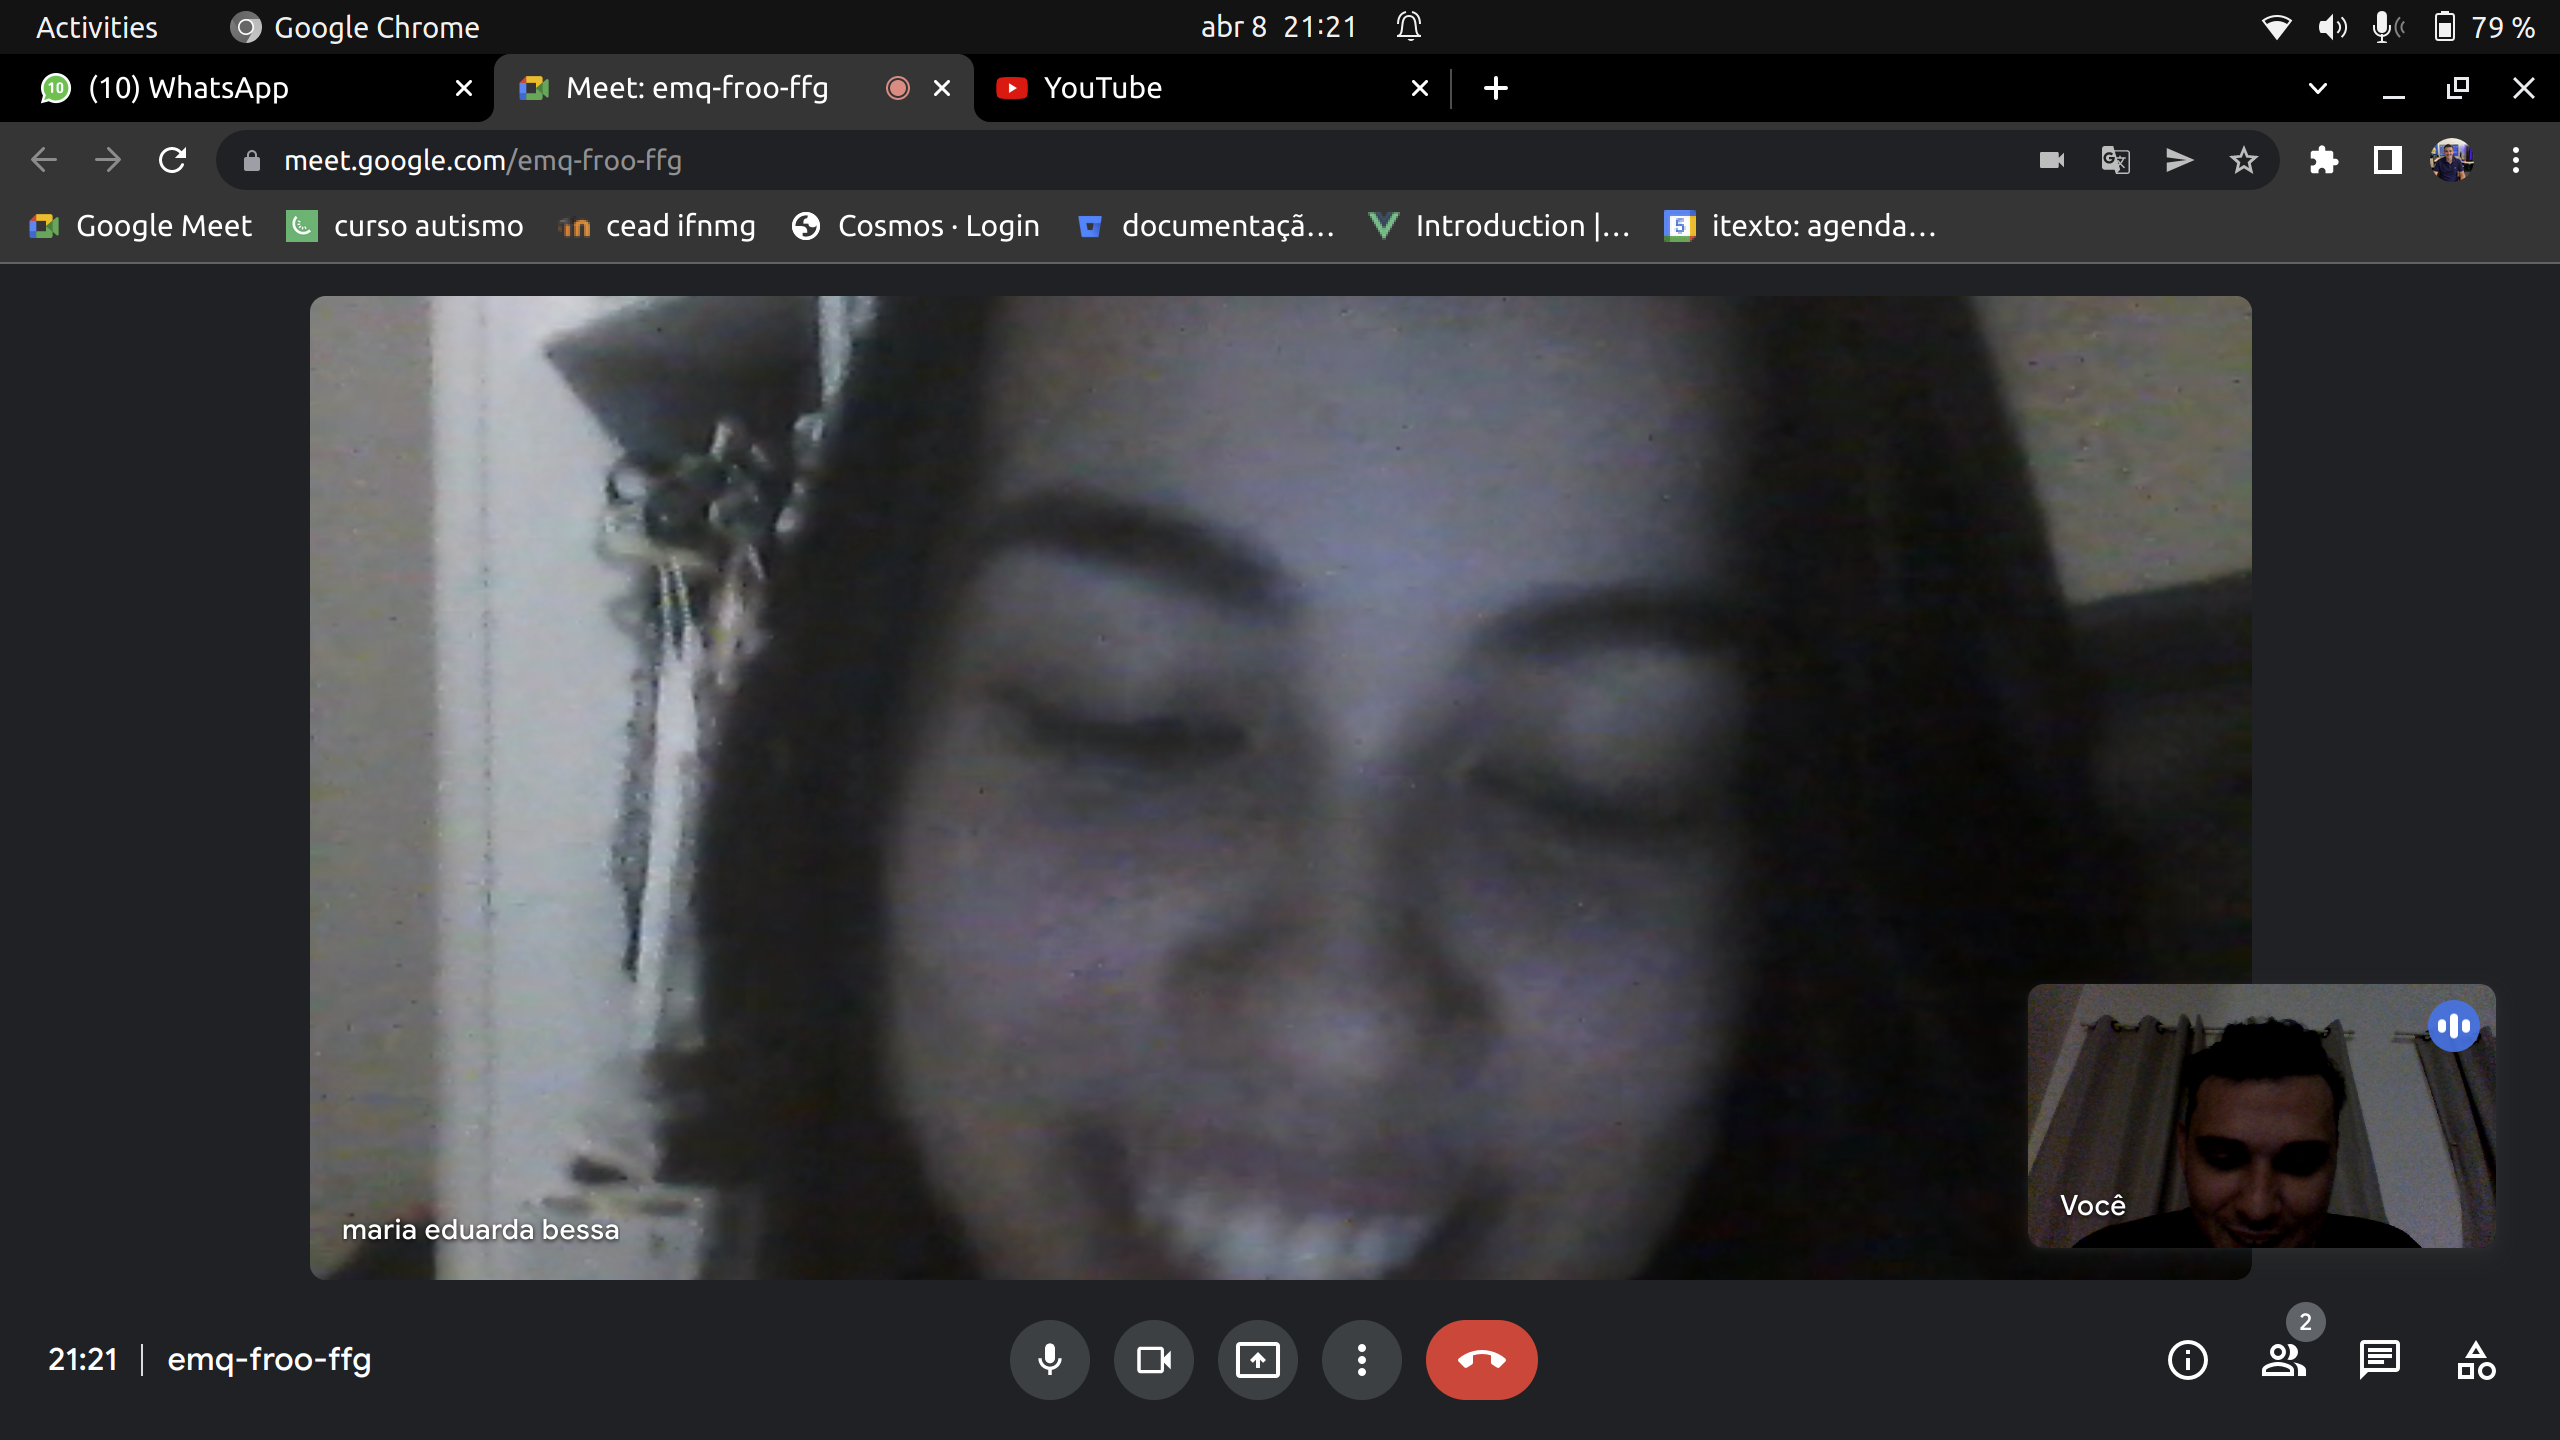 Activities Google Chrome abr 8 21:21 79 %
10 (10) WhatsApp Meet: emq-froo-ffg YouTube
meet.google.com/emq-froo-ffg
Google Meet curso autismo cead ifnmg Cosmos · Login documentaçã... Introduction |... 5 itexto: agenda...
Você
maria eduarda bessa
2
21:21 | emq-froo-ffg